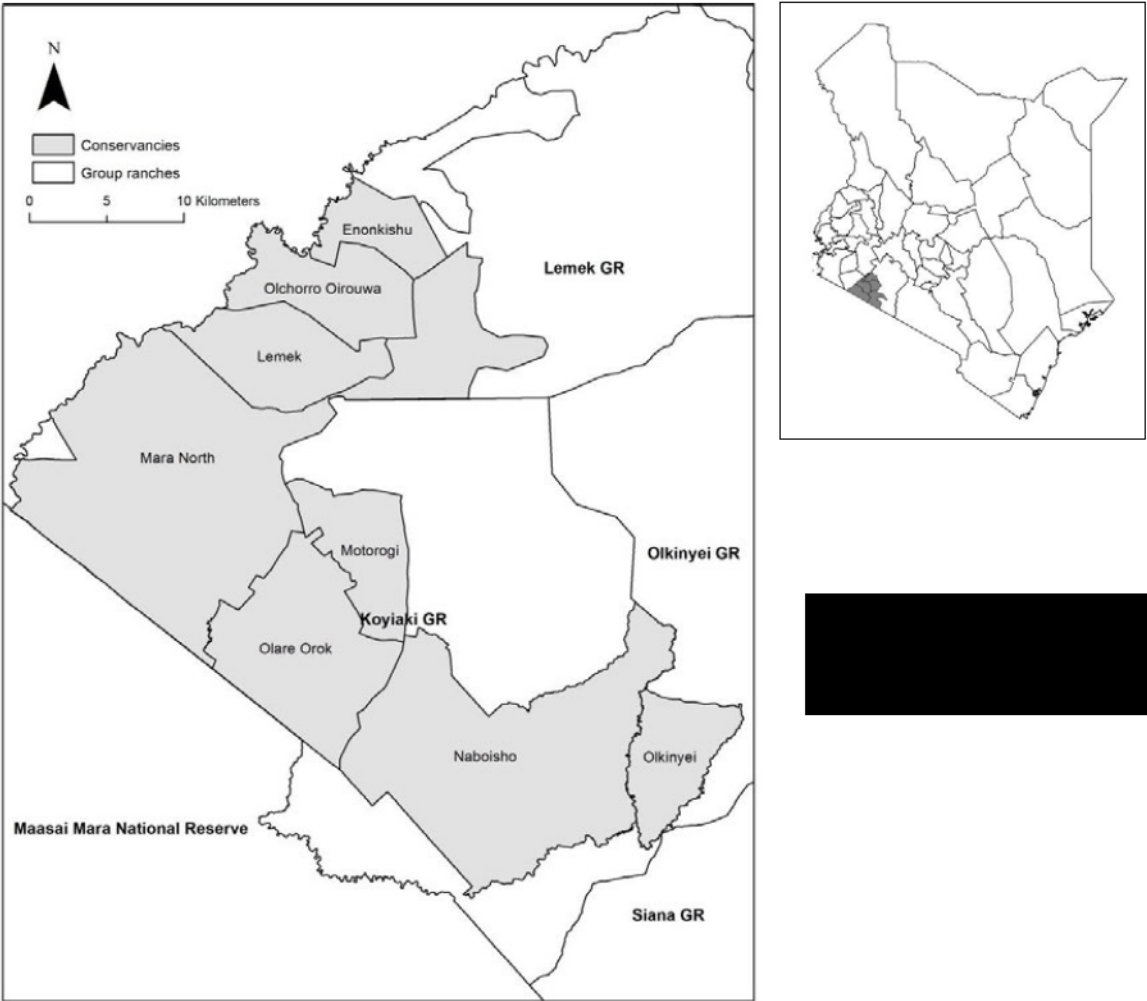 N
Conservancies
Group ranches
0 5 10 Kilometers
Enonkishu
Lemek GR
Olchorro Oirouwa
Lemek
Mara North
Motorogi
Olkinyei GR
Koyiaki GR
Olare Orok
Naboisho
Olkinyei
Maasai Mara National Reserve
Siana GR